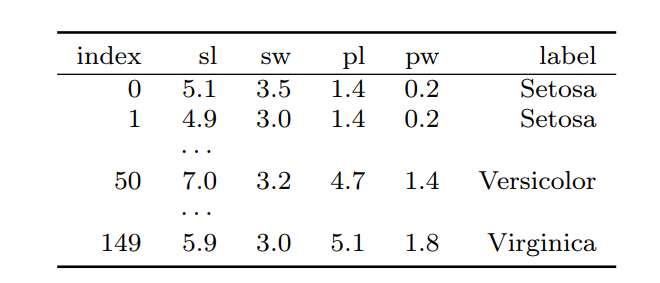 index sl sw pl pw label
0 5.1 3.5 1.4 0.2 Setosa
1 4.9 3.0 1.4 0.2 Setosa
...
50 7.0 3.2 4.7 1.4 Versicolor
...
149 5.9 3.0 5.1 1.8 Virginica